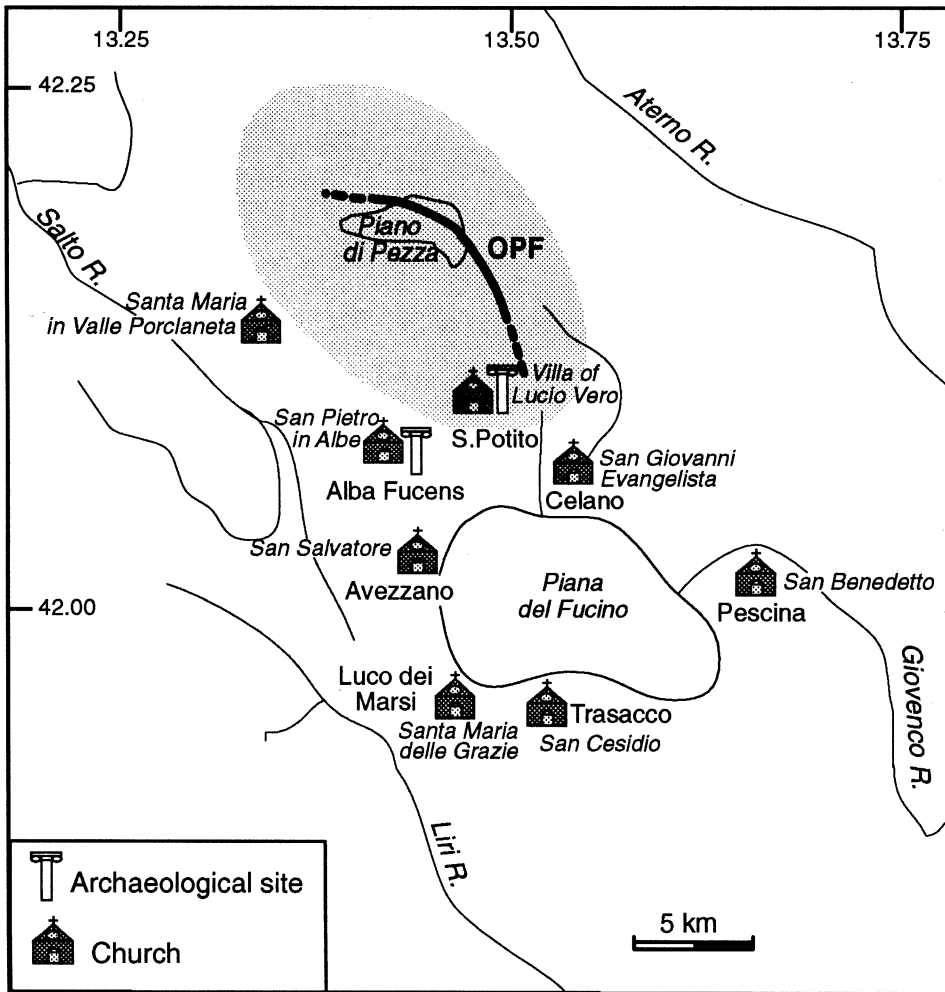 13.25
13.50
13.75
42.25
Aterno R.
Salto R.
Piano
di Pezza
OPF
Santa Maria
in Valle Porclaneta
Villa of
Lucio Vero
San Pietro
in Albe
S.Potito
Alba Fucens
San Giovanni
Evangelista
Celano
San Salvatore
Avezzano
Piana
del Fucino
San Benedetto
Pescina
42.00
Giovenco R.
Luco dei
Marsi
Santa Maria
delle Grazie
Trasacco
San Cesidio
Liri R.
Archaeological site
Church
5 km